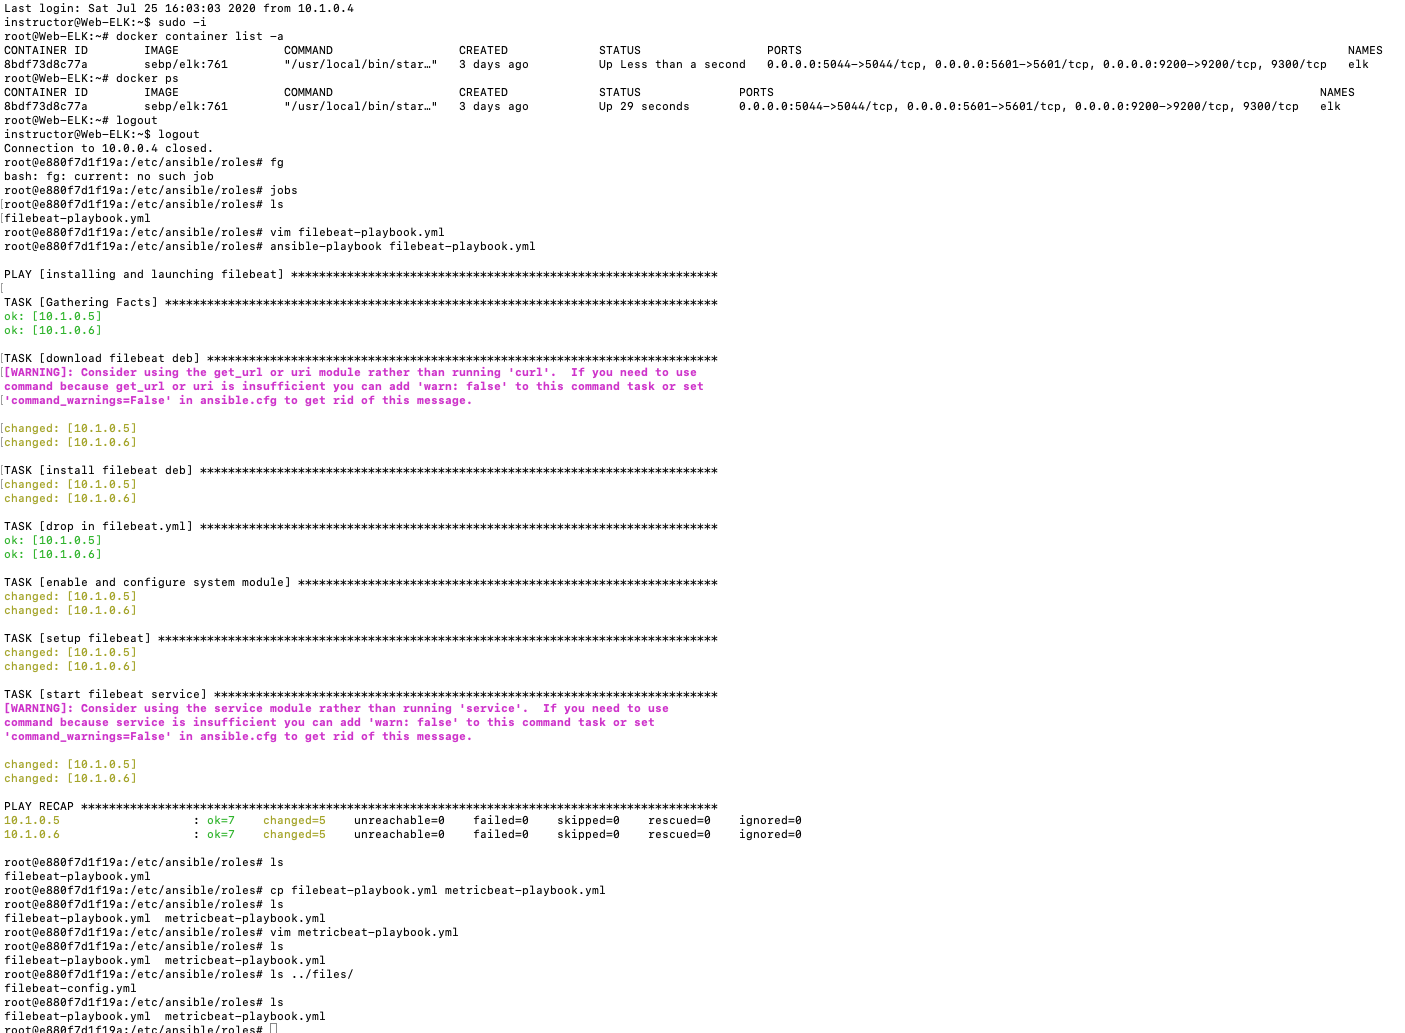 Last login: Sat Jul 25 16:03:03 2020 from 10.1.0.4
instructor@Web-ELK:~$ sudo -i
root@Web-ELK:~# docker container list -a
CONTAINER ID        IMAGE               COMMAND                  CREATED             STATUS                  PORTS                                                                              NAMES
8bdf73d8c77a        sebp/elk:761        "/usr/local/bin/star…"   3 days ago          Up Less than a second   0.0.0.0:5044->5044/tcp, 0.0.0.0:5601->5601/tcp, 0.0.0.0:9200->9200/tcp, 9300/tcp   elk
root@Web-ELK:~# docker ps
CONTAINER ID        IMAGE               COMMAND                  CREATED             STATUS              PORTS                                                                              NAMES
8bdf73d8c77a        sebp/elk:761        "/usr/local/bin/star…"   3 days ago          Up 29 seconds       0.0.0.0:5044->5044/tcp, 0.0.0.0:5601->5601/tcp, 0.0.0.0:9200->9200/tcp, 9300/tcp   elk
root@Web-ELK:~# logout
instructor@Web-ELK:~$ logout
Connection to 10.0.0.4 closed.
root@e880f7d1f19a:/etc/ansible/roles# fg
bash: fg: current: no such job
root@e880f7d1f19a:/etc/ansible/roles# jobs
root@e880f7d1f19a:/etc/ansible/roles# ls
filebeat-playbook.yml
root@e880f7d1f19a:/etc/ansible/roles# vim filebeat-playbook.yml
root@e880f7d1f19a:/etc/ansible/roles# ansible-playbook filebeat-playbook.yml
PLAY [installing and launching filebeat] *************************************************************
TASK [Gathering Facts] *******************************************************************************
ok: [10.1.0.5]
ok: [10.1.0.6]
TASK [download filebeat deb] *************************************************************************
[WARNING]: Consider using the get_url or uri module rather than running 'curl'.  If you need to use
command because get_url or uri is insufficient you can add 'warn: false' to this command task or set
'command_warnings=False' in ansible.cfg to get rid of this message.
changed: [10.1.0.5]
changed: [10.1.0.6]
TASK [install filebeat deb] **************************************************************************
changed: [10.1.0.5]
changed: [10.1.0.6]
TASK [drop in filebeat.yml] **************************************************************************
ok: [10.1.0.5]
ok: [10.1.0.6]
TASK [enable and configure system module] ************************************************************
changed: [10.1.0.5]
changed: [10.1.0.6]
TASK [setup filebeat] ********************************************************************************
changed: [10.1.0.5]
changed: [10.1.0.6]
TASK [start filebeat service] ************************************************************************
[WARNING]: Consider using the service module rather than running 'service'.  If you need to use
command because service is insufficient you can add 'warn: false' to this command task or set
'command_warnings=False' in ansible.cfg to get rid of this message.
changed: [10.1.0.5]
changed: [10.1.0.6]
PLAY RECAP *******************************************************************************************
10.1.0.5                   : ok=7    changed=5    unreachable=0    failed=0    skipped=0    rescued=0    ignored=0
10.1.0.6                   : ok=7    changed=5    unreachable=0    failed=0    skipped=0    rescued=0    ignored=0
root@e880f7d1f19a:/etc/ansible/roles# ls
filebeat-playbook.yml
root@e880f7d1f19a:/etc/ansible/roles# cp filebeat-playbook.yml metricbeat-playbook.yml
root@e880f7d1f19a:/etc/ansible/roles# ls
filebeat-playbook.yml  metricbeat-playbook.yml
root@e880f7d1f19a:/etc/ansible/roles# vim metricbeat-playbook.yml
root@e880f7d1f19a:/etc/ansible/roles# ls
filebeat-playbook.yml  metricbeat-playbook.yml
root@e880f7d1f19a:/etc/ansible/roles# ls ../files/
filebeat-config.yml
root@e880f7d1f19a:/etc/ansible/roles# ls
filebeat-playbook.yml  metricbeat-playbook.yml
root@e880f7d1f19a:/etc/ansible/roles#